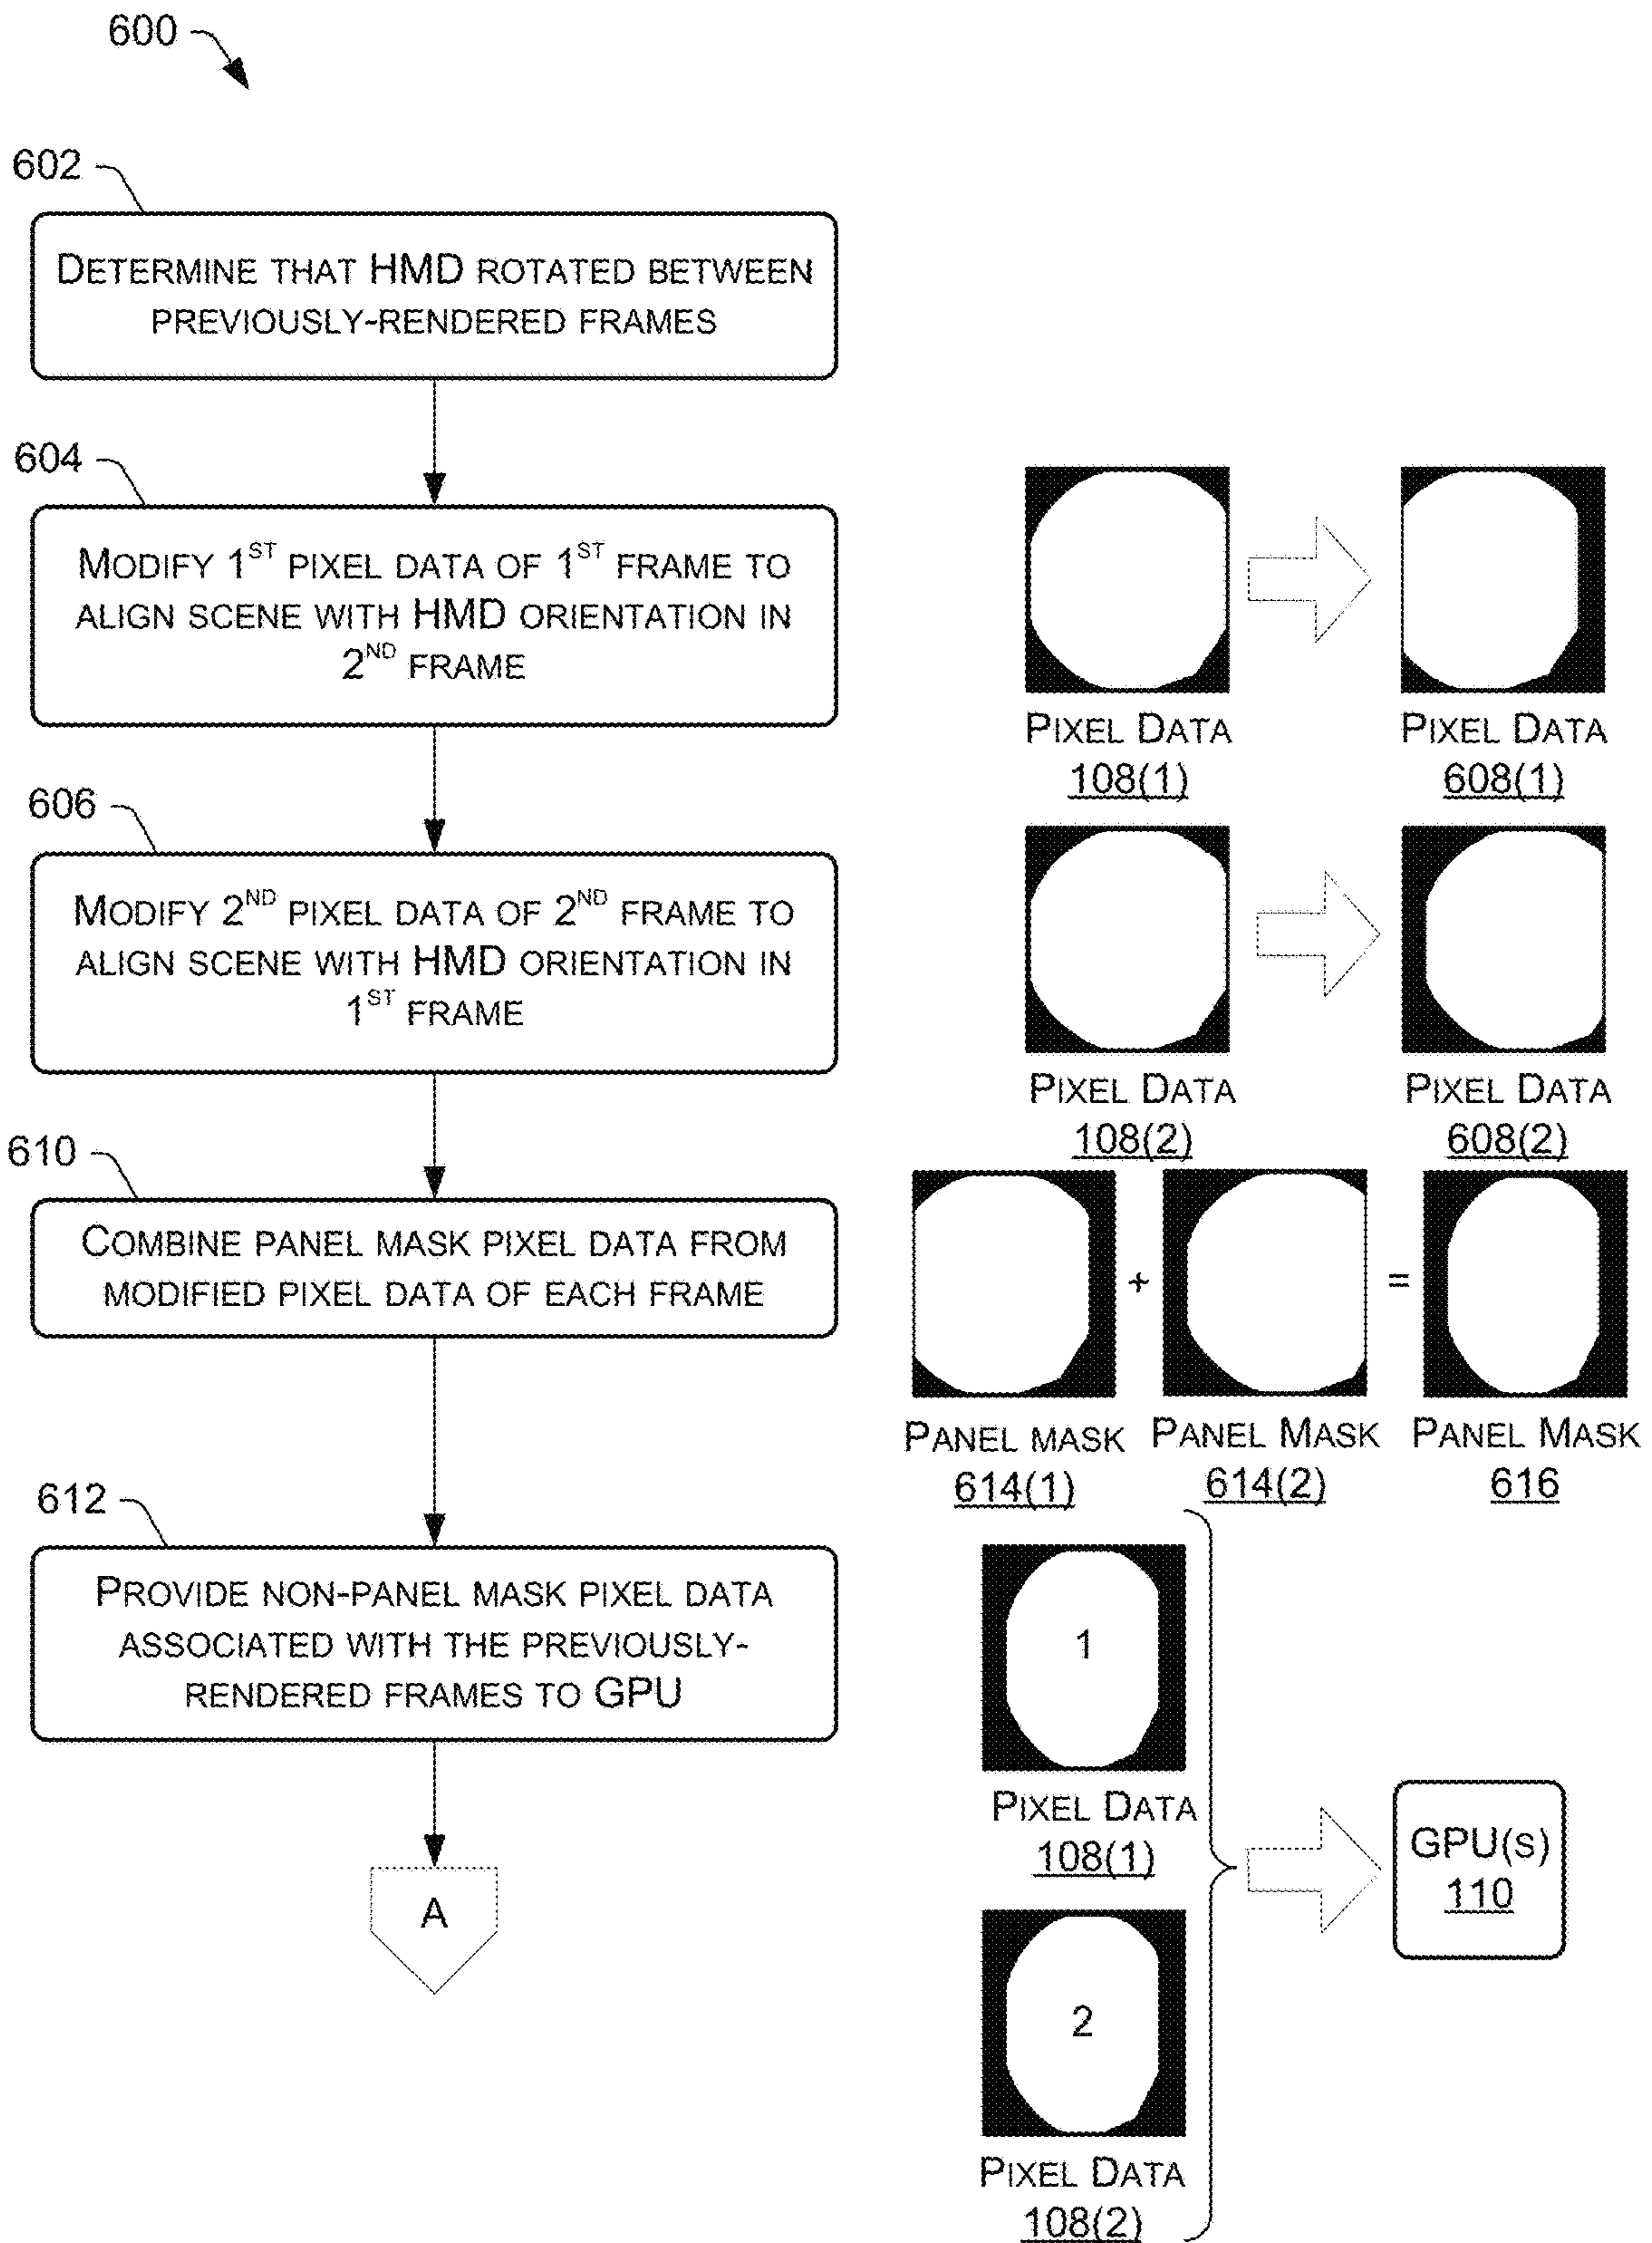 600
602
DETERMINE THAT HMD ROTATED BETWEEN
PREVIOUSLY-RENDERED FRAMES
604
MODIFY 1ST PIXEL DATA OF 1ST FRAME TO
ALIGN SCENE WITH HMD ORIENTATION IN
2ND FRAME
PIXEL DATA
108(1)
PIXEL DATA
608(1)
606
MODIFY 2ND PIXEL DATA OF 2ND FRAME TO
ALIGN SCENE WITH HMD ORIENTATION IN
1ST FRAME
PIXEL DATA
108(2)
PIXEL DATA
608(2)
610
COMBINE PANEL MASK PIXEL DATA FROM
MODIFIED PIXEL DATA OF EACH FRAME
+
=
PANEL MASK
614(1)
PANEL MASK
614(2)
PANEL MASK
616
612
PROVIDE NON-PANEL MASK PIXEL DATA
ASSOCIATED WITH THE PREVIOUSLY-
RENDERED FRAMES TO GPU
A
1
PIXEL DATA
108(1)
2
PIXEL DATA
108(2)
GPU(S)
110